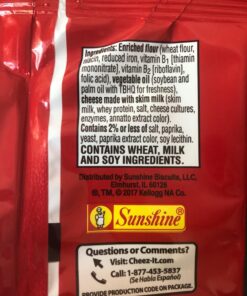 Ingredients: Enriched flour (wheat flour,
niacin, reduced iron, vitamin B1 [thiamin
mononitrate], vitamin B2 [riboflavin],
folic acid), vegetable oil (soybean and
palm oil with TBHQ for freshness),
cheese made with skim milk (skim
milk, whey protein, salt, cheese cultures,
enzymes, annatto extract color).
Contains 2% or less of salt, paprika,
yeast, paprika extract color, soy lecithin.
CONTAINS WHEAT, MILK
AND SOY INGREDIENTS.
Distributed by Sunshine Biscuits, LLC,
Elmhurst, IL 60126
®, TM, © 2017 Kellogg NA Co.
Sunshine®
Questions or Comments?
Visit: Cheez-It.com
Call: 1-877-453-5837
(Se Habla Español)
PROVIDE PRODUCTION CODE ON PACKAGE.